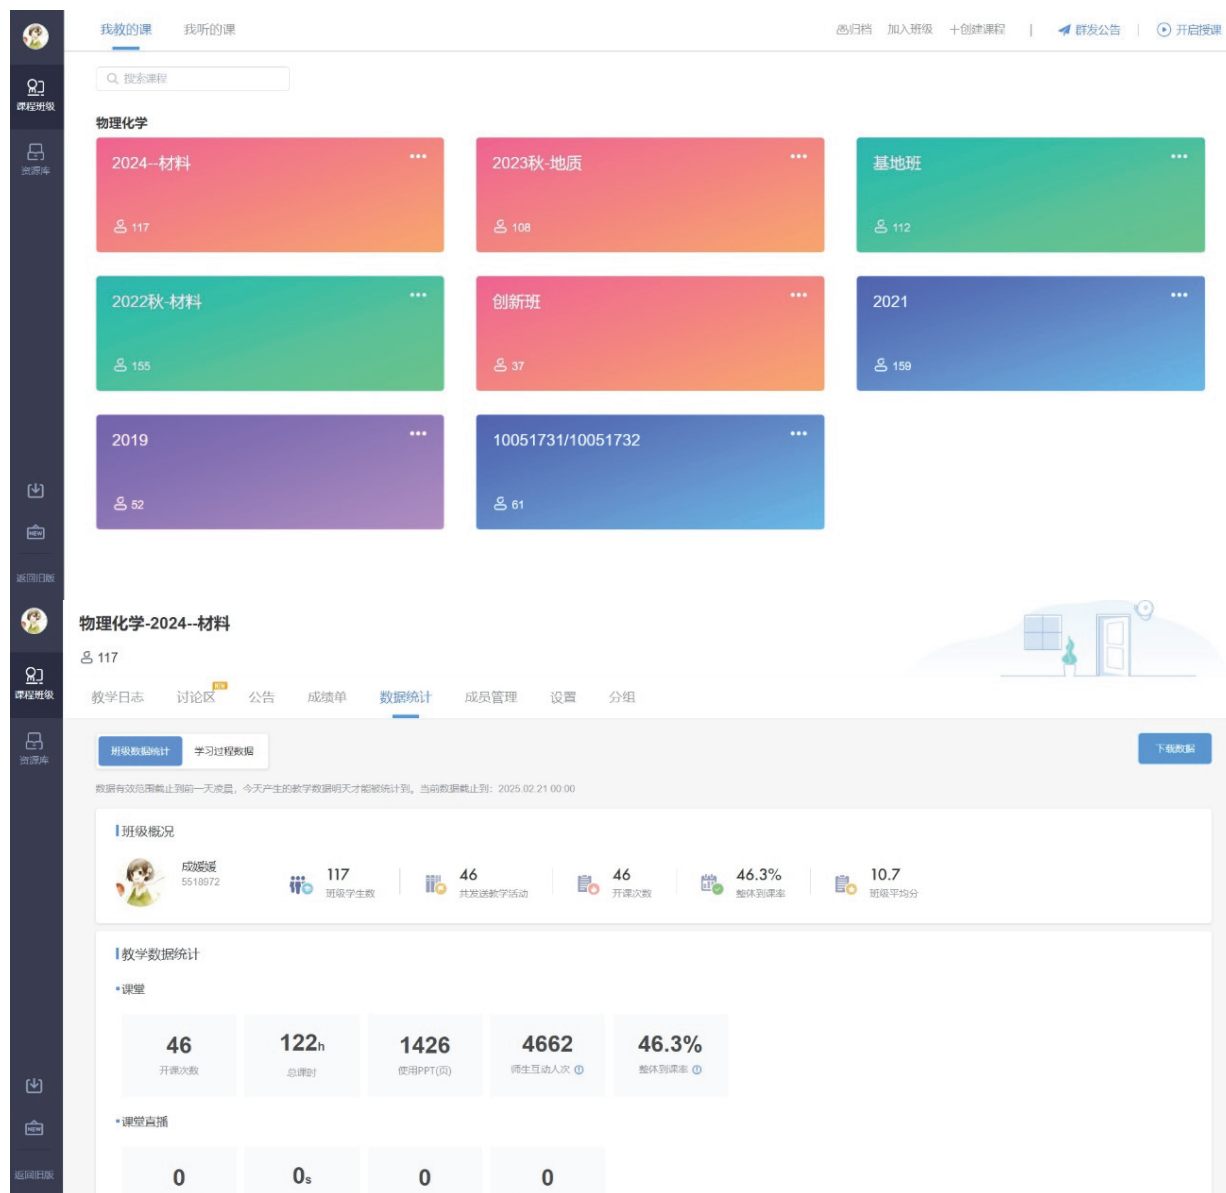 我教的课 我听的课 归档 加入班级 十创建课程 | 群发公告 | 开启授课
课程班级
搜索课程
物理化学
资源库
2024--材料 ... 2023秋-地质 ... 基地班 ...
117 108 112
2022秋-材料 ... 创新班 ... 2021 ...
155 37 159
2019 ... 10051731/10051732 ...
52 61
NEW
返回旧版
物理化学-2024--材料
117
课程班级
教学日志 讨论区 公告 成绩单 数据统计 成员管理 设置 分组
资源库
班级数据统计 学习过程数据 下载数据
数据有效范围截止到前一天凌晨，今天产生的教学数据明天才能被统计到。当前数据截止到：2025.02.21 00:00
班级概况
成媛媛
5518972
117 46 46 46.3% 10.7
班级学生数 共发送教学活动 开课次数 整体到课率 班级平均分
教学数据统计
•课堂
46 122h 1426 4662 46.3%
开课次数 总课时 使用PPT(页) 师生互动人次 整体到课率
•课堂直播
NEW
返回旧版
0 0s 0 0